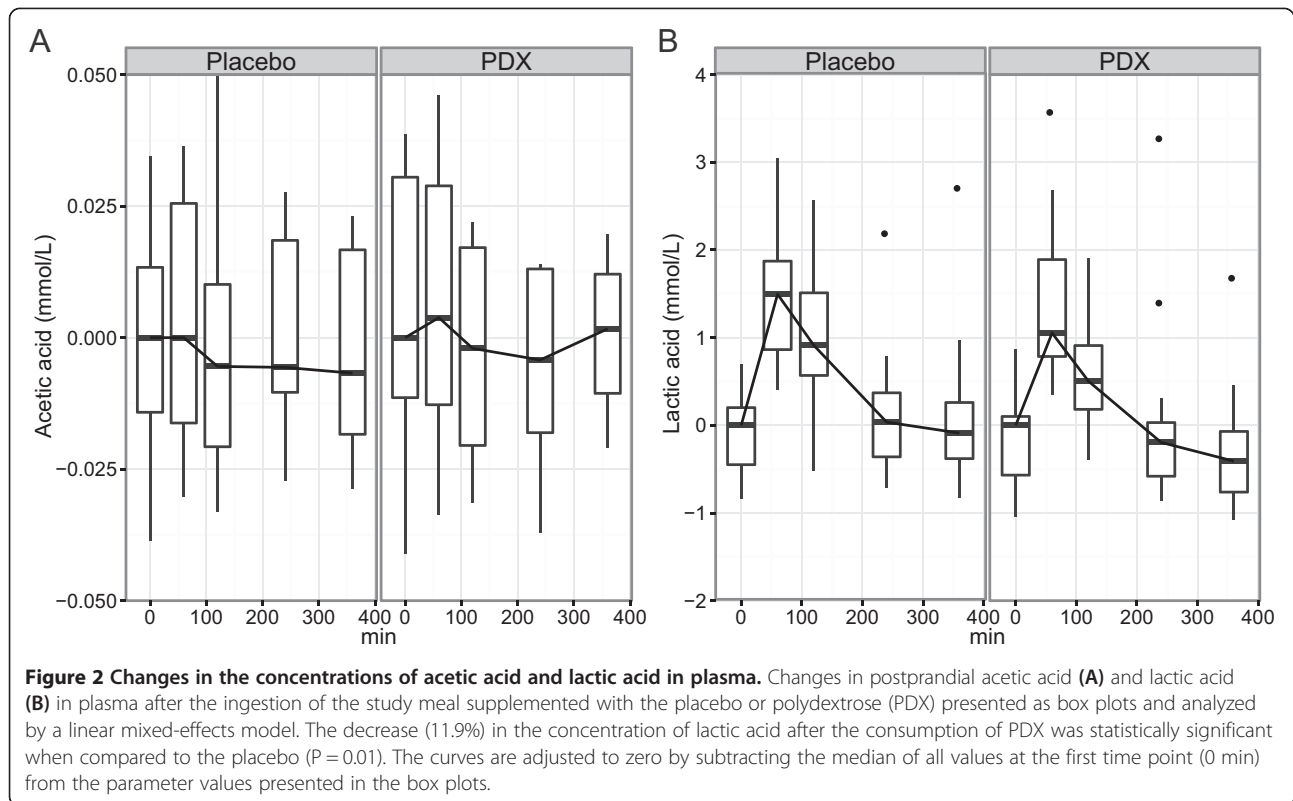 A
B
Placebo
PDX
Placebo
PDX
0.050
0.025
0.000
−0.025
−0.050
Acetic acid (mmol/L)
0 100 200 300 400
0 100 200 300 400
min
4
3
2
1
0
−1
−2
Lactic acid (mmol/L)
0 100 200 300 400
0 100 200 300 400
min
Figure 2 Changes in the concentrations of acetic acid and lactic acid in plasma. Changes in postprandial acetic acid (A) and lactic acid
(B) in plasma after the ingestion of the study meal supplemented with the placebo or polydextrose (PDX) presented as box plots and analyzed
by a linear mixed-effects model. The decrease (11.9%) in the concentration of lactic acid after the consumption of PDX was statistically significant
when compared to the placebo (P = 0.01). The curves are adjusted to zero by subtracting the median of all values at the first time point (0 min)
from the parameter values presented in the box plots.